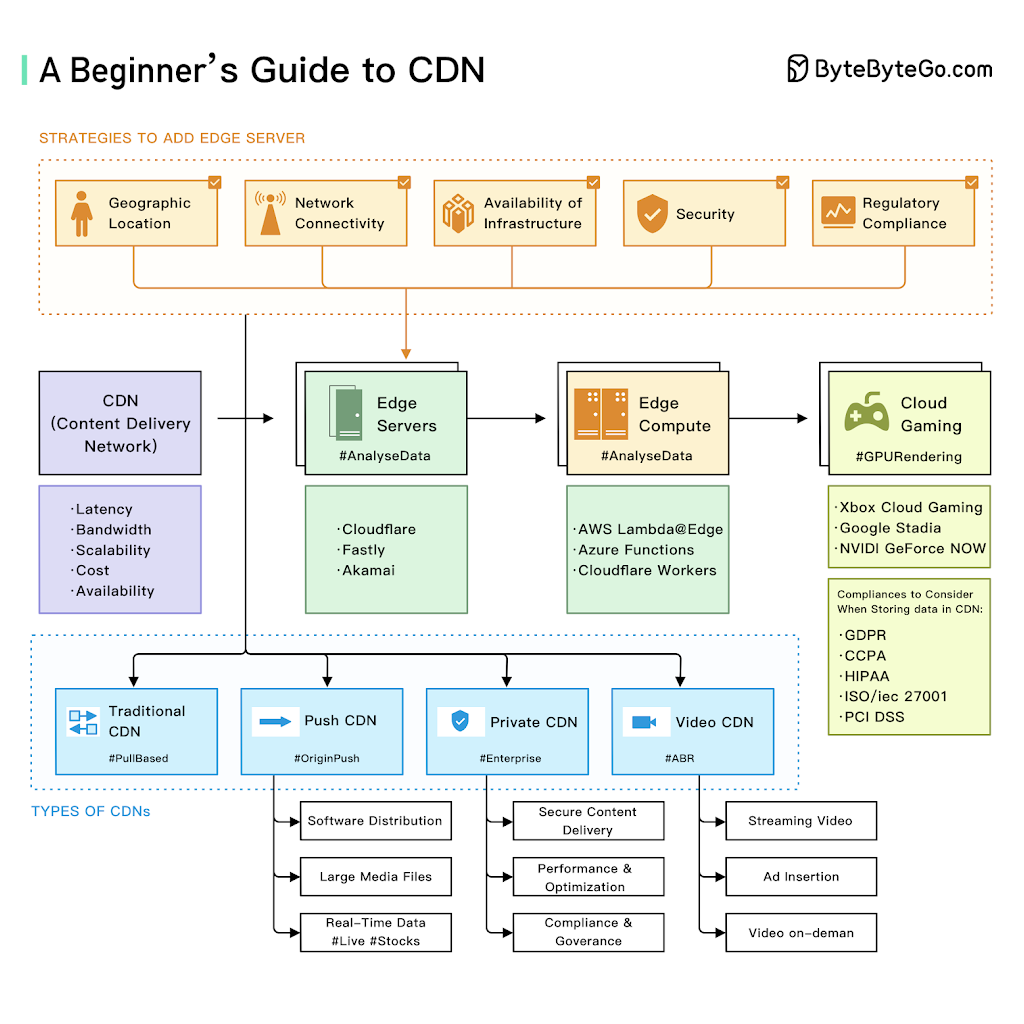 A Beginner's Guide to CDN
ByteByteGo.com
STRATEGIES TO ADD EDGE SERVER
Geographic
Location
Network
Connectivity
Availability of
Infrastructure
Security
Regulatory
Compliance
CDN
(Content Delivery
Network)
Edge
Servers
#AnalyseData
Edge
Compute
#AnalyseData
Cloud
Gaming
#GPURendering
·Latency
·Bandwidth
·Scalability
·Cost
·Availability
·Cloudflare
·Fastly
·Akamai
·AWS Lambda@Edge
·Azure Functions
·Cloudflare Workers
·Xbox Cloud Gaming
·Google Stadia
·NVIDI GeForce NOW
Compliances to Consider
When Storing data in CDN:
·GDPR
·CCPA
·HIPAA
·ISO/iec 27001
·PCI DSS
Traditional
CDN
#PullBased
Push CDN
#OriginPush
Private CDN
#Enterprise
Video CDN
#ABR
TYPES OF CDNs
Software Distribution
Large Media Files
Real-Time Data
#Live #Stocks
Secure Content
Delivery
Performance &
Optimization
Compliance &
Goverance
Streaming Video
Ad Insertion
Video on-deman